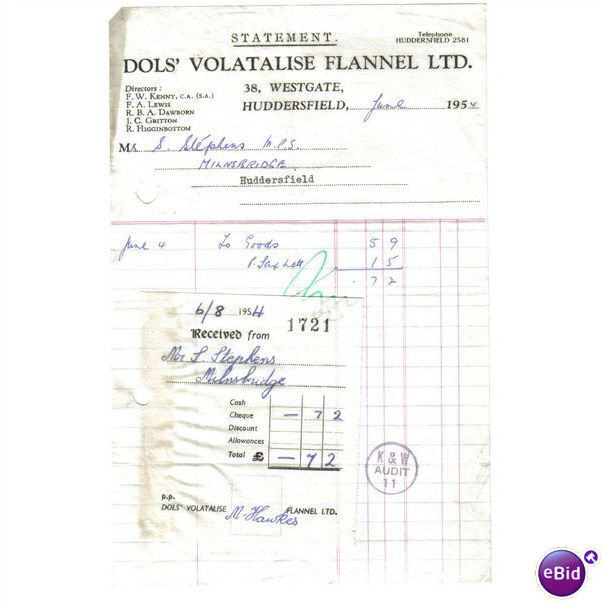 STATEMENT.
Telephone
HUDDERSFIELD 2581
DOLS' VOLATALISE FLANNEL LTD.
Directors :
F. W. KENNY, C.A. (S.A.)
F. A. LEWIS
R. B. A. DAWBORN
J. C. GRITTON
R. HIGGINBOTTOM
38, WESTGATE,
HUDDERSFIELD, June 1954
Mr S. Stephens M.P.S.
MILNSBRIDGE
Huddersfield
June 4 To Goods 5 9
P. Tax 1 5
7 2
6/8 1954
1721
Received from
Mr S Stephens
Milnsbridge
Cash
Cheque — 7 2
Discount
Allowances
Total £ — 7 2
p.p.
DOLS' VOLATALISE FLANNEL LTD.
M. Hawkes
K & W
AUDIT
11
eBid